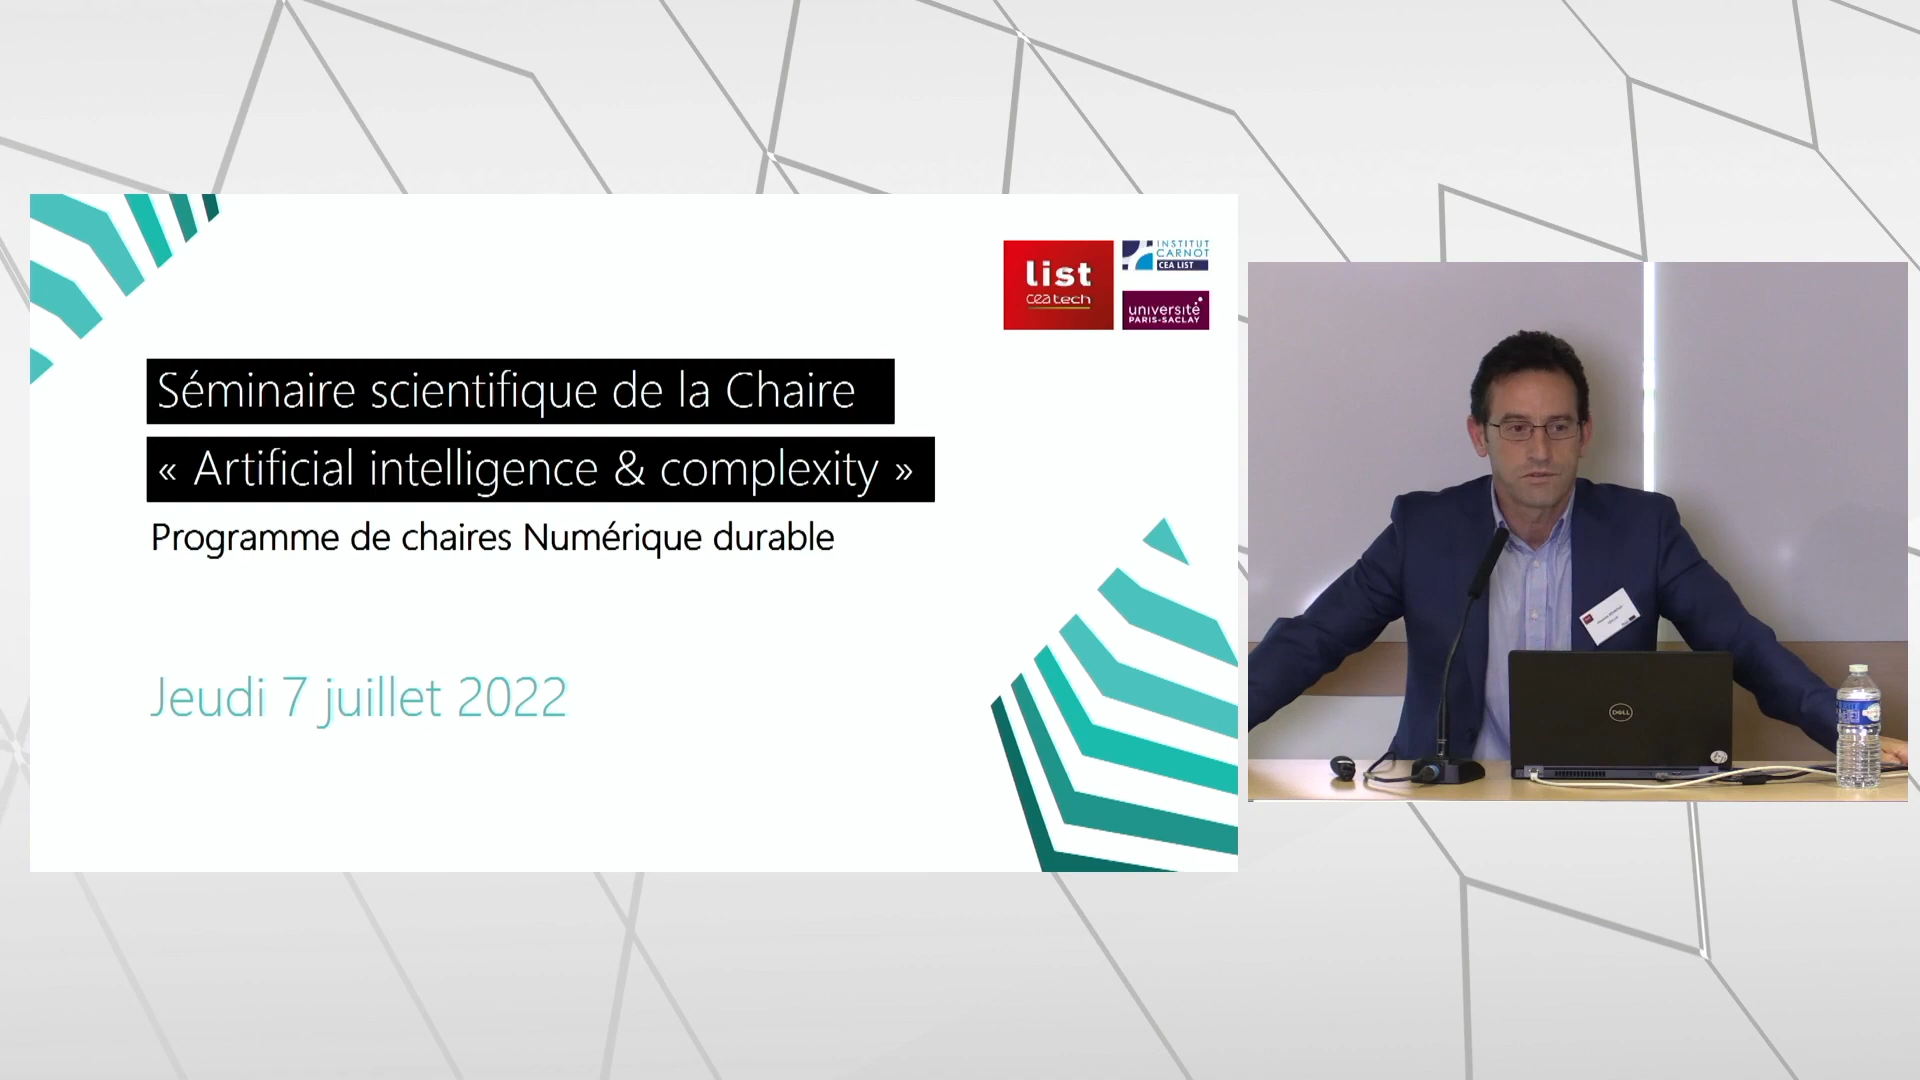 list
cea tech
INSTITUT
CARNOT
CEA LIST
université
PARIS-SACLAY
Séminaire scientifique de la Chaire
« Artificial intelligence & complexity »
Programme de chaires Numérique durable
Jeudi 7 juillet 2022
DELL